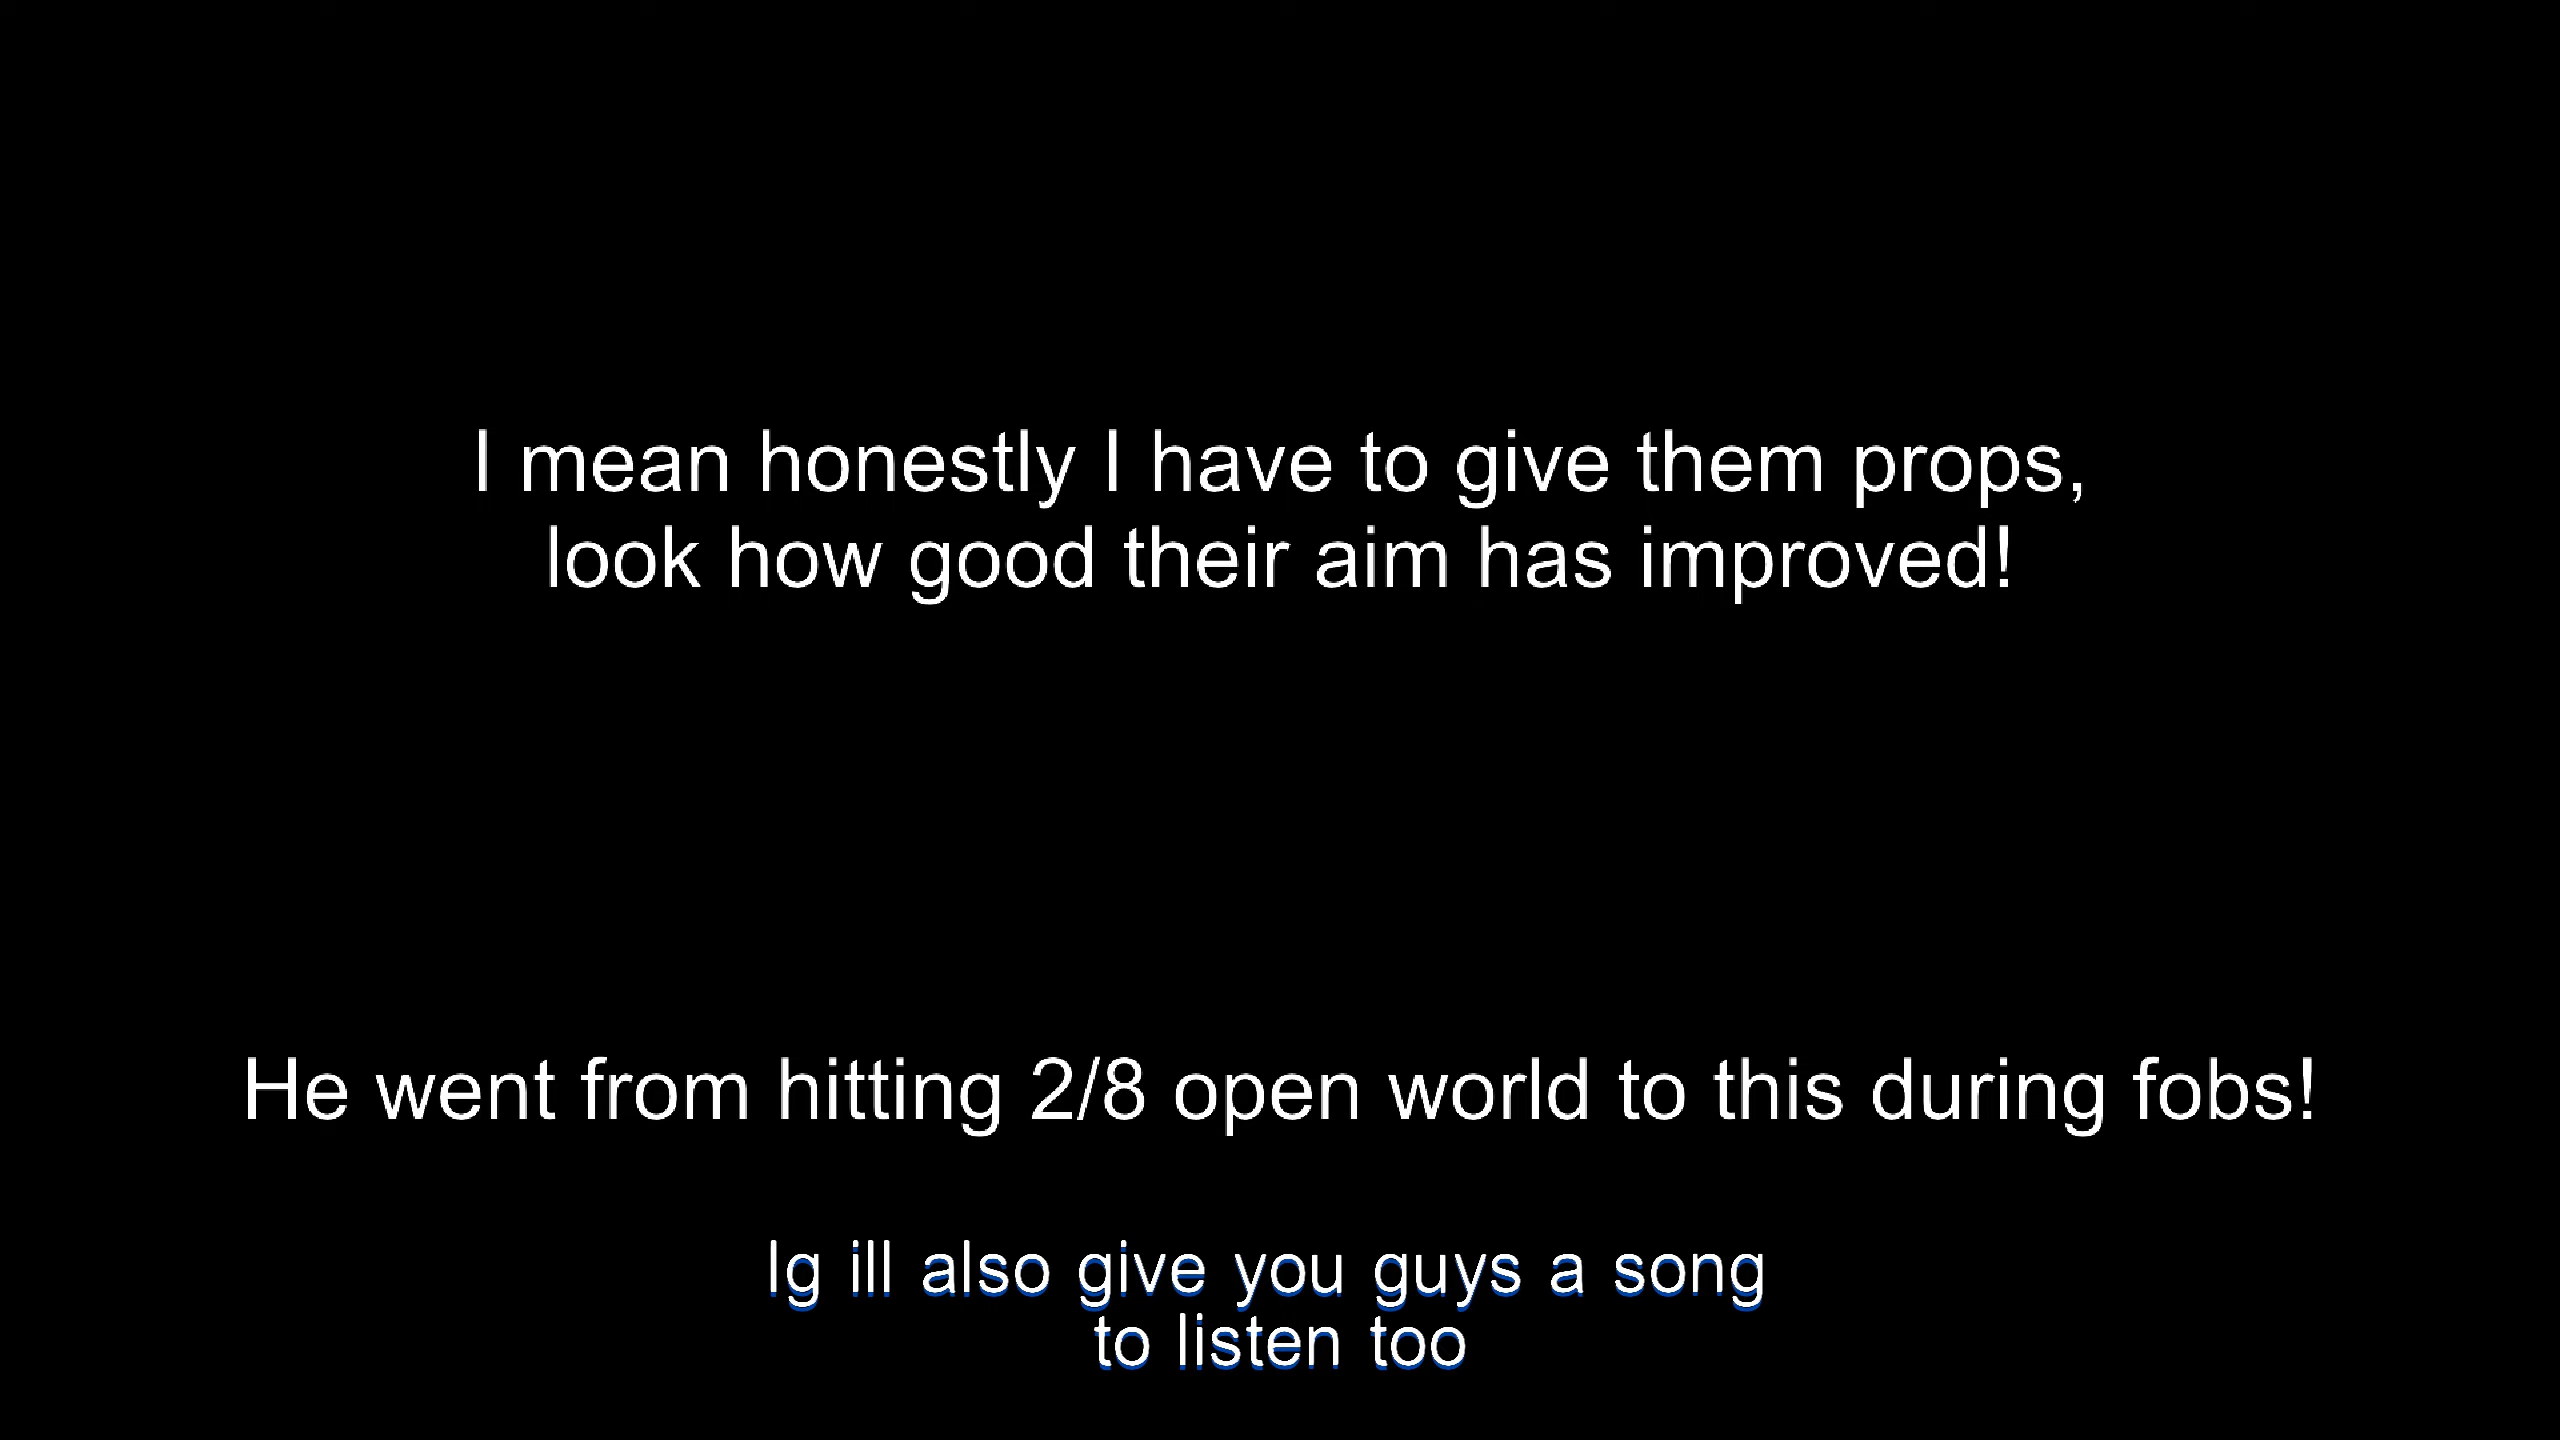 I mean honestly I have to give them props,
look how good their aim has improved!
He went from hitting 2/8 open world to this during fobs!
Ig ill also give you guys a song
to listen too